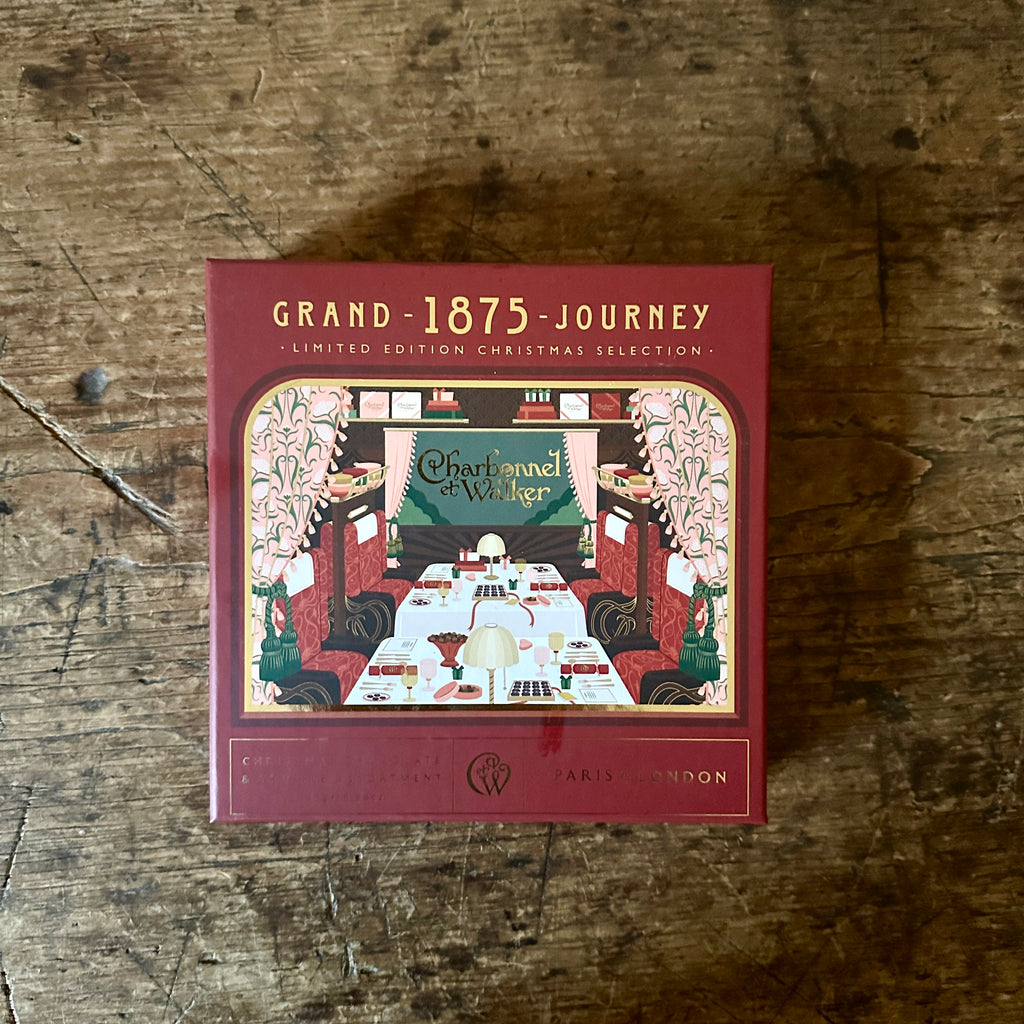 GRAND - 1875 - JOURNEY
· LIMITED EDITION CHRISTMAS SELECTION ·
Charbonnel
et Walker
PARIS LONDON